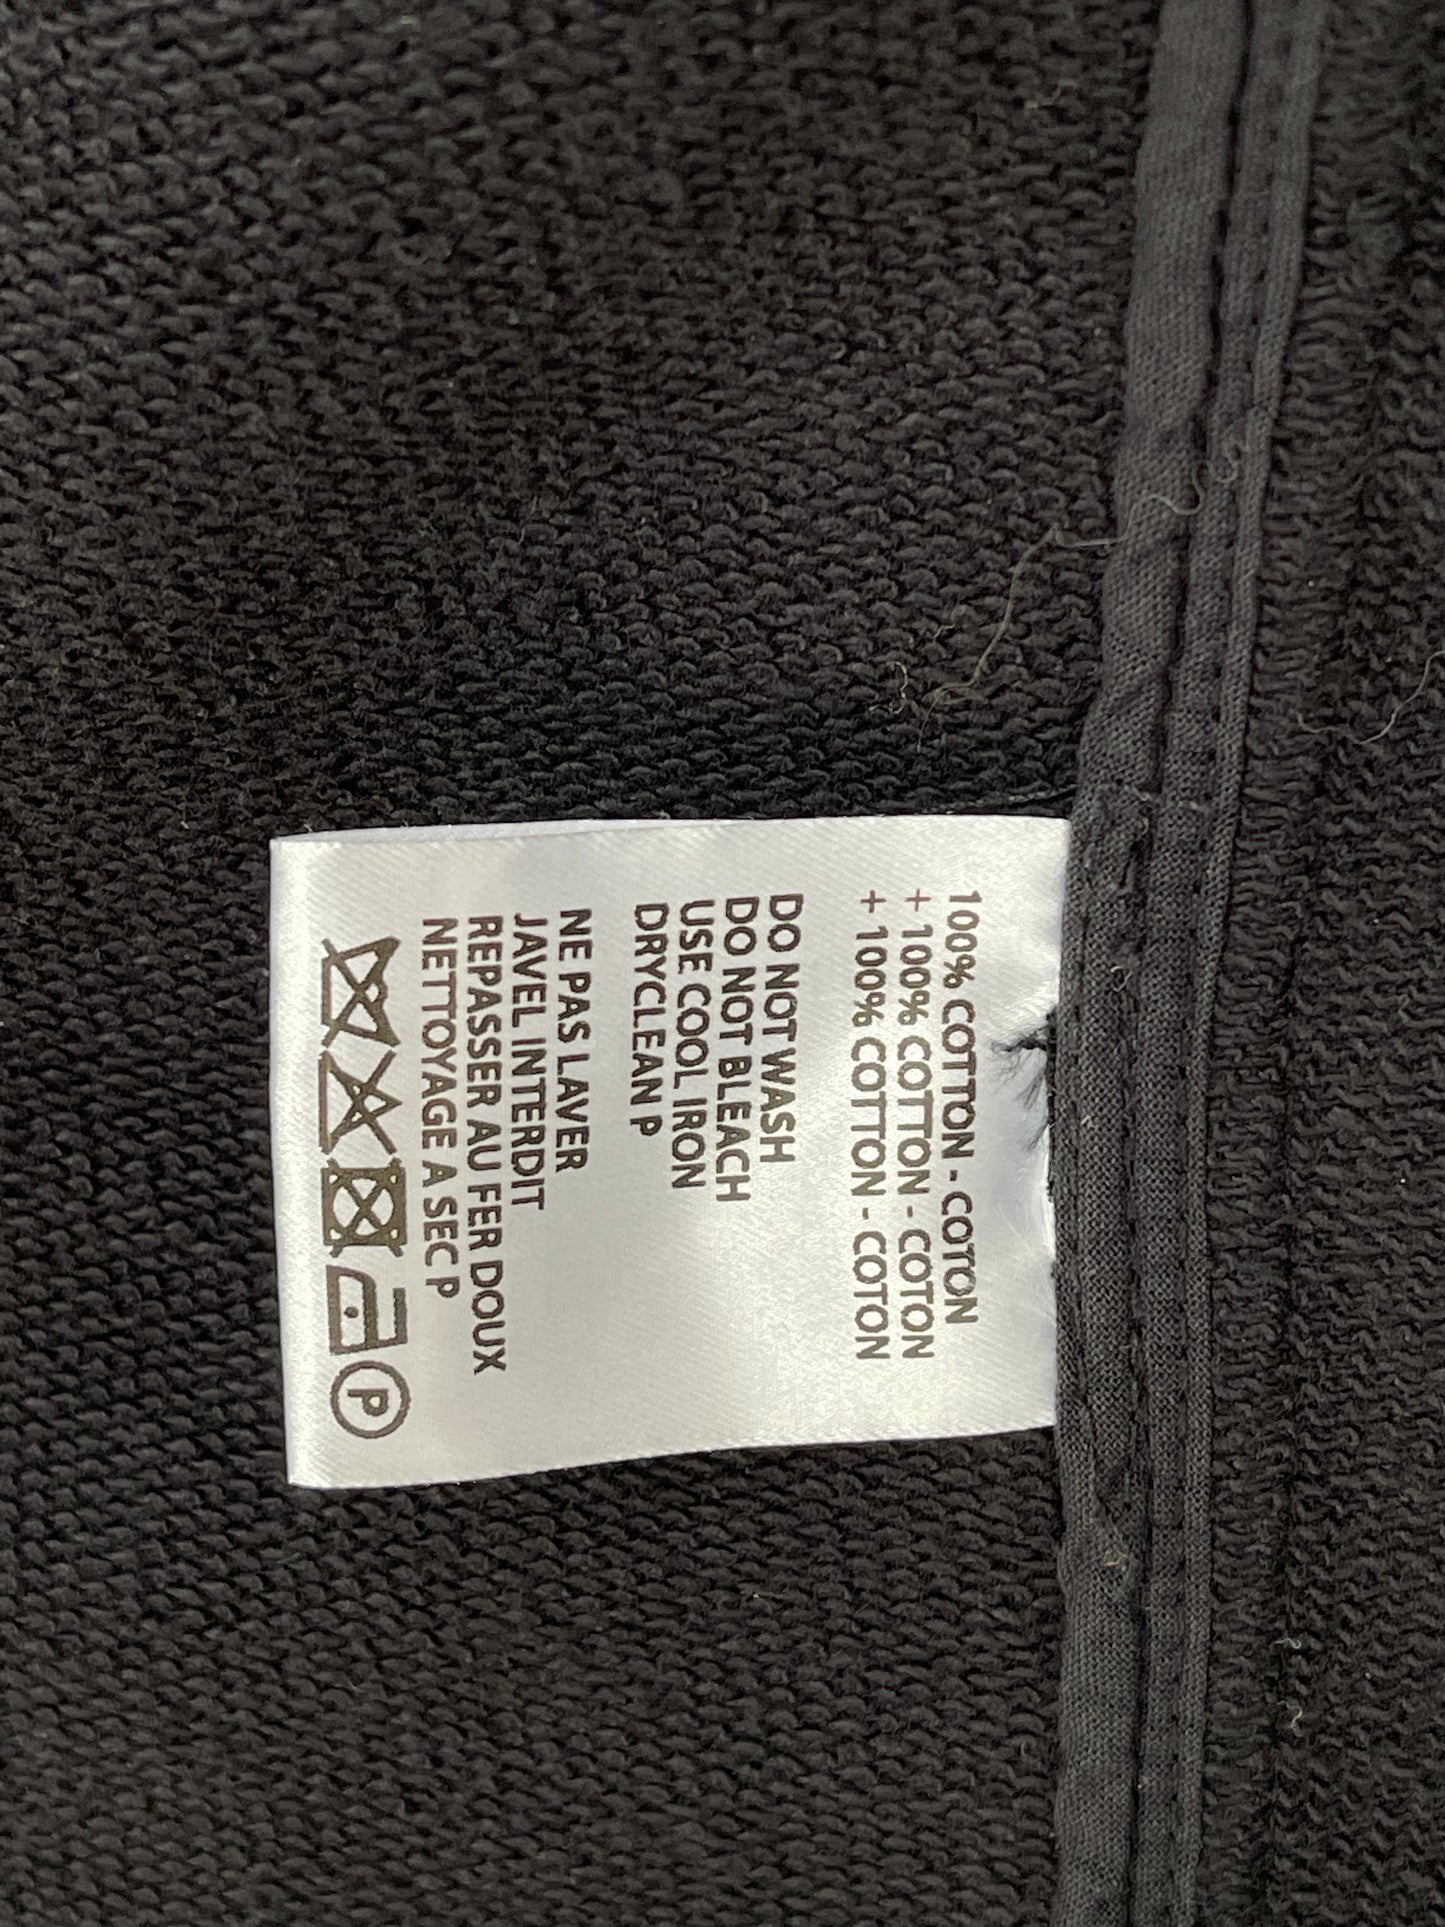 100% COTTON - COTON
+ 100% COTTON - COTON
+ 100% COTTON - COTON
DO NOT WASH
DO NOT BLEACH
USE COOL IRON
DRYCLEAN P
NE PAS LAVER
JAVEL INTERDIT
REPASSER AU FER DOUX
NETTOYAGE A SEC P
P